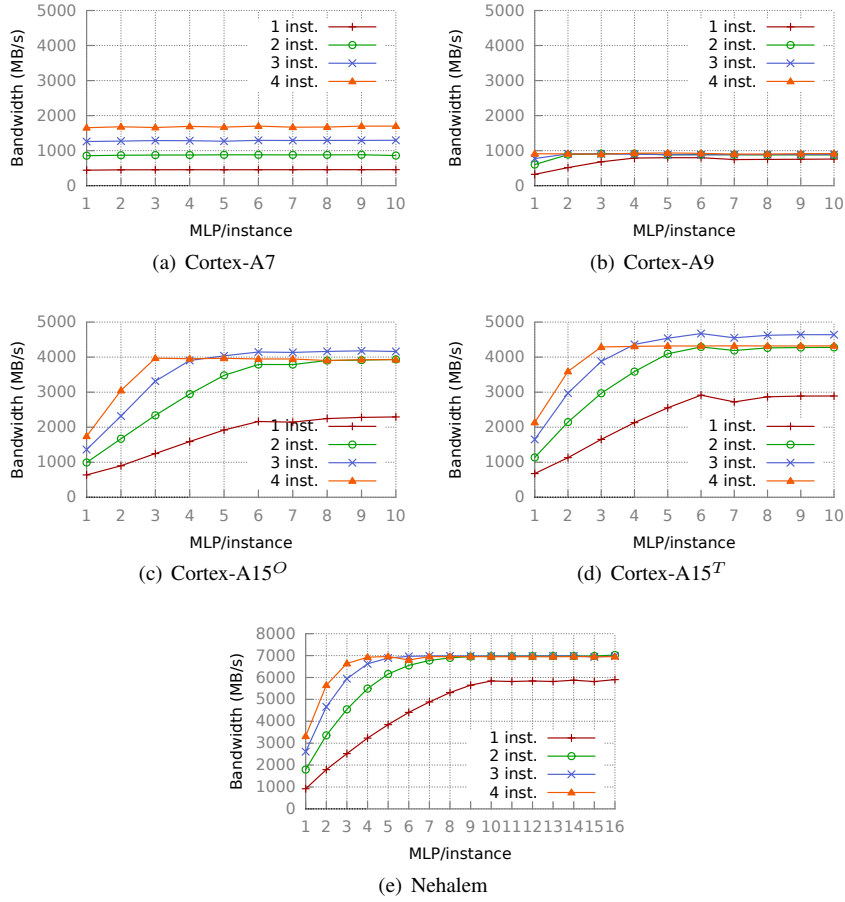 5000
4000
3000
2000
1000
0
Bandwidth (MB/s)
1 inst.
2 inst.
3 inst.
4 inst.
1 2 3 4 5 6 7 8 9 10
MLP/instance
(a) Cortex-A7
5000
4000
3000
2000
1000
0
Bandwidth (MB/s)
1 inst.
2 inst.
3 inst.
4 inst.
1 2 3 4 5 6 7 8 9 10
MLP/instance
(b) Cortex-A9
5000
4000
3000
2000
1000
0
Bandwidth (MB/s)
1 inst.
2 inst.
3 inst.
4 inst.
1 2 3 4 5 6 7 8 9 10
MLP/instance
(c) Cortex-A15^O
5000
4000
3000
2000
1000
0
Bandwidth (MB/s)
1 inst.
2 inst.
3 inst.
4 inst.
1 2 3 4 5 6 7 8 9 10
MLP/instance
(d) Cortex-A15^T
8000
7000
6000
5000
4000
3000
2000
1000
0
Bandwidth (MB/s)
1 inst.
2 inst.
3 inst.
4 inst.
1 2 3 4 5 6 7 8 9 10 11 12 13 14 15 16
MLP/instance
(e) Nehalem